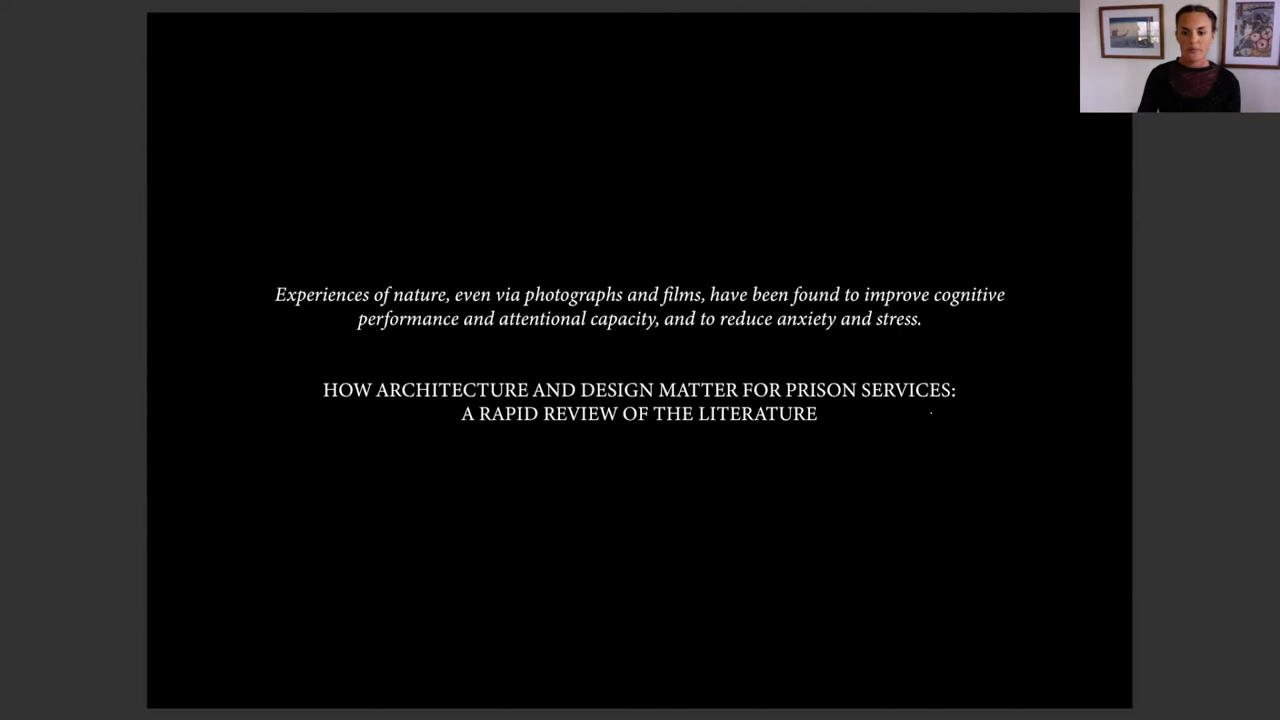 Experiences of nature, even via photographs and films, have been found to improve cognitive
performance and attentional capacity, and to reduce anxiety and stress.
HOW ARCHITECTURE AND DESIGN MATTER FOR PRISON SERVICES:
A RAPID REVIEW OF THE LITERATURE